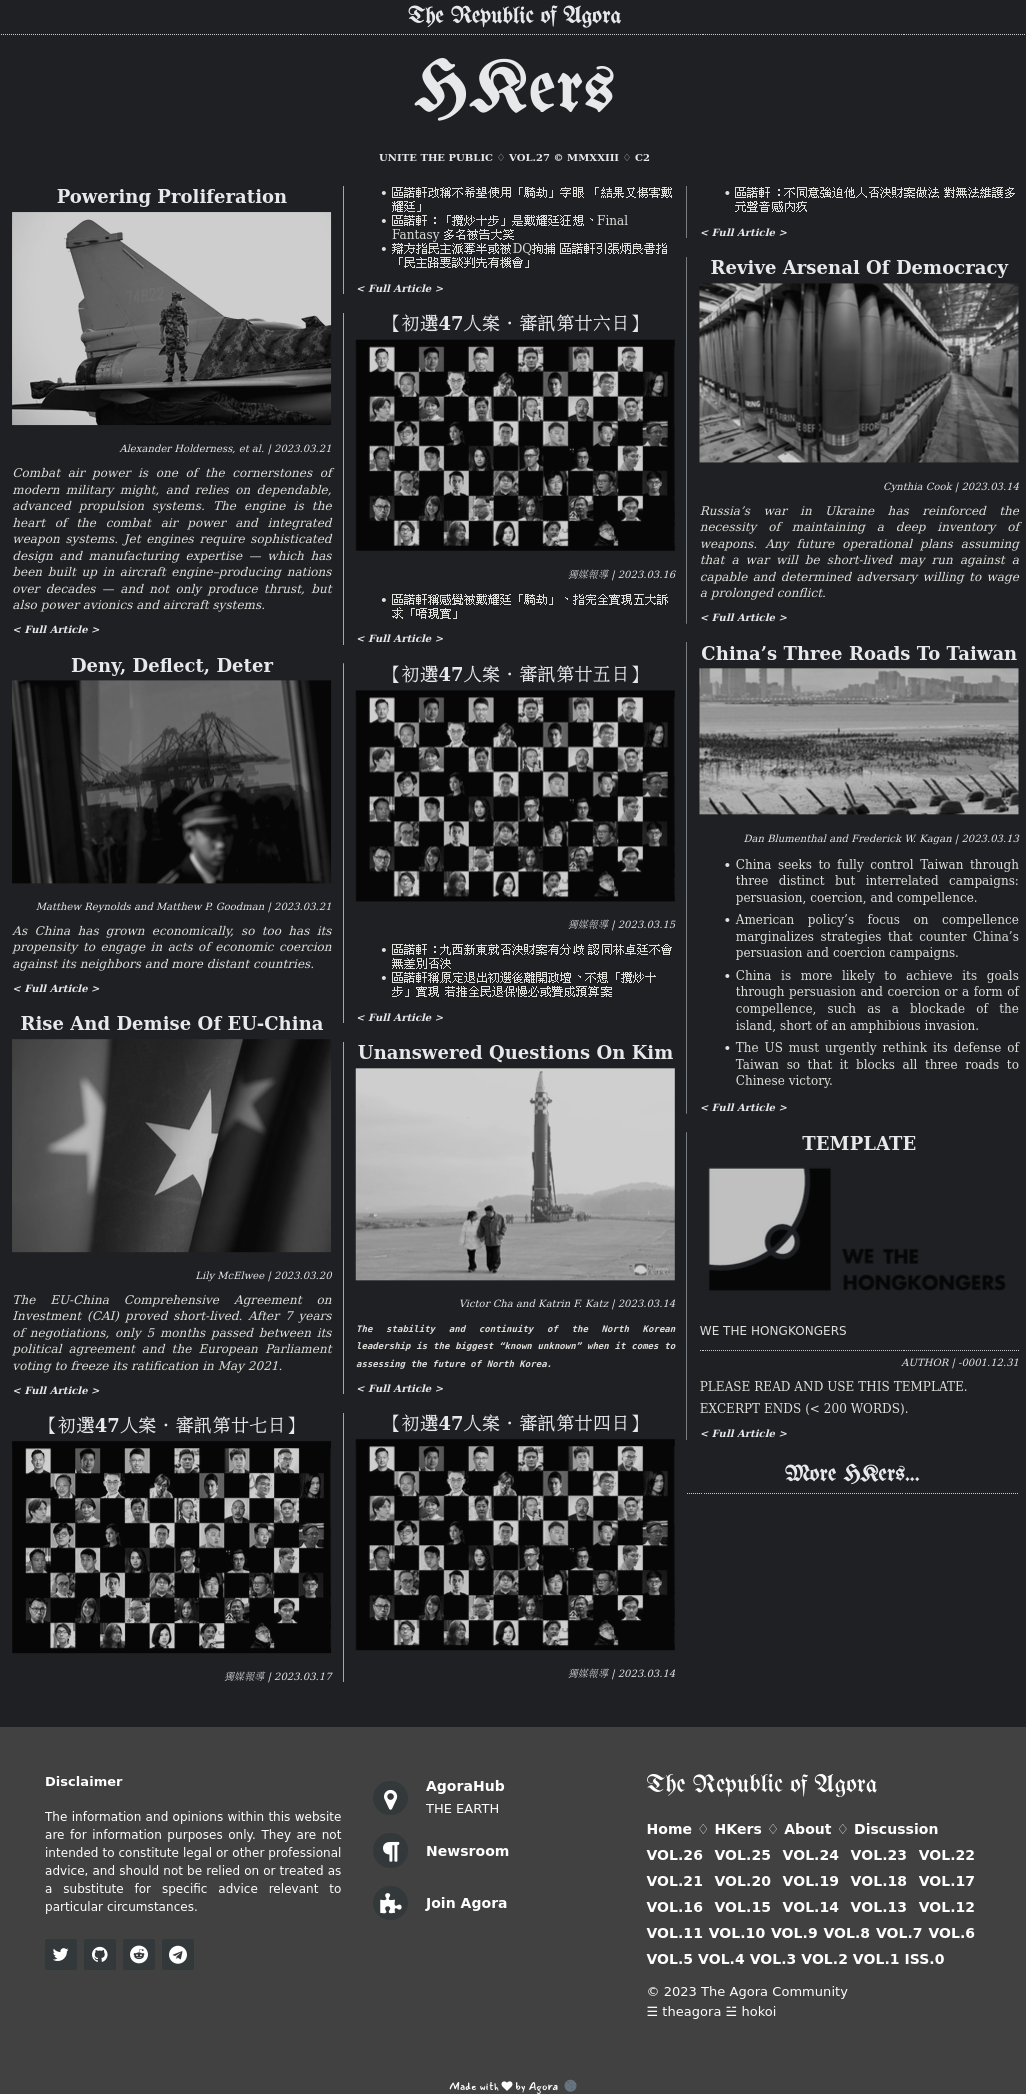 The Republic of Agora
HKers
UNITE THE PUBLIC ♢ VOL.27 © MMXXIII ♢ C2
Powering Proliferation
Alexander Holderness, et al. | 2023.03.21
Combat air power is one of the cornerstones of
modern military might, and relies on dependable,
advanced propulsion systems. The engine is the
heart of the combat air power and integrated
weapon systems. Jet engines require sophisticated
design and manufacturing expertise — which has
been built up in aircraft engine–producing nations
over decades — and not only produce thrust, but
also power avionics and aircraft systems.
< Full Article >
Deny, Deflect, Deter
Matthew Reynolds and Matthew P. Goodman | 2023.03.21
As China has grown economically, so too has its
propensity to engage in acts of economic coercion
against its neighbors and more distant countries.
< Full Article >
Rise And Demise Of EU-China
Lily McElwee | 2023.03.20
The EU-China Comprehensive Agreement on
Investment (CAI) proved short-lived. After 7 years
of negotiations, only 5 months passed between its
political agreement and the European Parliament
voting to freeze its ratification in May 2021.
< Full Article >
【初選47人案・審訊第廿七日】
獨媒報導 | 2023.03.17
• 區諾軒改稱不希望使用「騎劫」字眼 「結果又傷害戴
耀廷」
• 區諾軒：「攬炒十步」是戴耀廷狂想、Final
Fantasy 多名被告大笑
• 辯方指民主派要半或被DQ拘捕 區諾軒引張炳良書指
「民主路要談判先有機會」
< Full Article >
【初選47人案・審訊第廿六日】
獨媒報導 | 2023.03.16
• 區諾軒稱感覺被戴耀廷「騎劫」、指完全實現五大訴
求「唔現實」
< Full Article >
【初選47人案・審訊第廿五日】
獨媒報導 | 2023.03.15
• 區諾軒：九西新東就否決財案有分歧 認同林卓廷不會
無差別否決
• 區諾軒稱原定退出初選後離開政壇、不想「攬炒十
步」實現 若推全民退保慢必或贊成預算案
< Full Article >
Unanswered Questions On Kim
Victor Cha and Katrin F. Katz | 2023.03.14
The stability and continuity of the North Korean
leadership is the biggest “known unknown” when it comes to
assessing the future of North Korea.
< Full Article >
【初選47人案・審訊第廿四日】
獨媒報導 | 2023.03.14
• 區諾軒：不同意強迫他人否決財案做法 對無法維護多
元聲音感內疚
< Full Article >
Revive Arsenal Of Democracy
Cynthia Cook | 2023.03.14
Russia’s war in Ukraine has reinforced the
necessity of maintaining a deep inventory of
weapons. Any future operational plans assuming
that a war will be short-lived may run against a
capable and determined adversary willing to wage
a prolonged conflict.
< Full Article >
China’s Three Roads To Taiwan
Dan Blumenthal and Frederick W. Kagan | 2023.03.13
• China seeks to fully control Taiwan through
three distinct but interrelated campaigns:
persuasion, coercion, and compellence.
• American policy’s focus on compellence
marginalizes strategies that counter China’s
persuasion and coercion campaigns.
• China is more likely to achieve its goals
through persuasion and coercion or a form of
compellence, such as a blockade of the
island, short of an amphibious invasion.
• The US must urgently rethink its defense of
Taiwan so that it blocks all three roads to
Chinese victory.
< Full Article >
TEMPLATE
WE THE
HONGKONGERS
WE THE HONGKONGERS
AUTHOR | -0001.12.31
PLEASE READ AND USE THIS TEMPLATE.
EXCERPT ENDS (< 200 WORDS).
< Full Article >
More HKers...
Disclaimer
The information and opinions within this website
are for information purposes only. They are not
intended to constitute legal or other professional
advice, and should not be relied on or treated as
a substitute for specific advice relevant to
particular circumstances.
AgoraHub
THE EARTH
Newsroom
Join Agora
The Republic of Agora
Home ♢ HKers ♢ About ♢ Discussion
VOL.26 VOL.25 VOL.24 VOL.23 VOL.22
VOL.21 VOL.20 VOL.19 VOL.18 VOL.17
VOL.16 VOL.15 VOL.14 VOL.13 VOL.12
VOL.11 VOL.10 VOL.9 VOL.8 VOL.7 VOL.6
VOL.5 VOL.4 VOL.3 VOL.2 VOL.1 ISS.0
© 2023 The Agora Community
☰ theagora ☱ hokoi
Made with ♥ by Agora